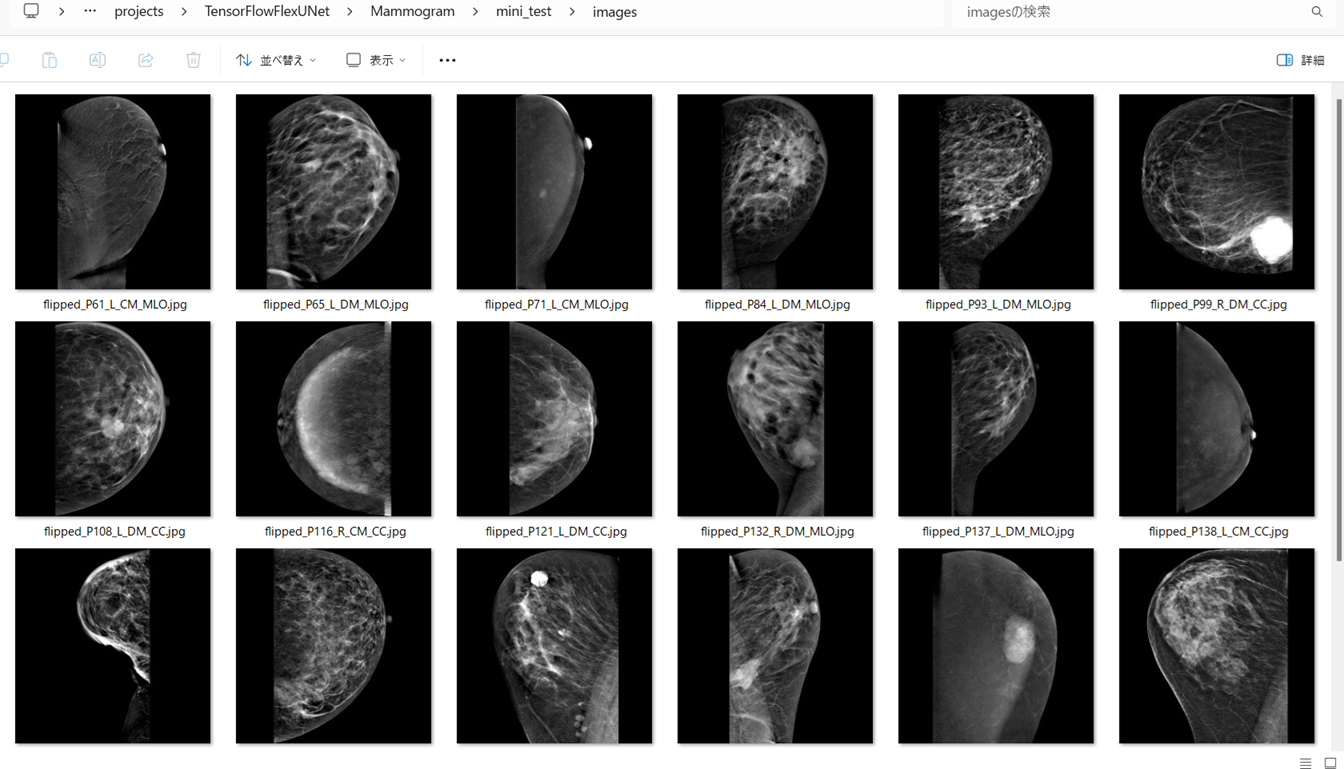 projects > TensorFlowFlexUNet > Mammogram > mini_test > images
imagesの検索
並べ替え
表示
詳細
flipped_P61_L_CM_MLO.jpg
flipped_P65_L_DM_MLO.jpg
flipped_P71_L_CM_MLO.jpg
flipped_P84_L_DM_MLO.jpg
flipped_P93_L_DM_MLO.jpg
flipped_P99_R_DM_CC.jpg
flipped_P108_L_DM_CC.jpg
flipped_P116_R_CM_CC.jpg
flipped_P121_L_DM_CC.jpg
flipped_P132_R_DM_MLO.jpg
flipped_P137_L_DM_MLO.jpg
flipped_P138_L_CM_CC.jpg